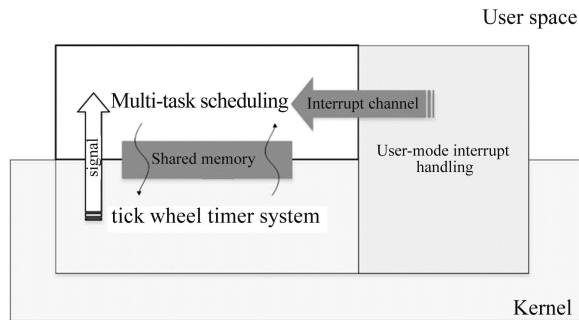 User space
Multi-task scheduling
Interrupt channel
signal
Shared memory
User-mode interrupt
handling
tick wheel timer system
Kernel